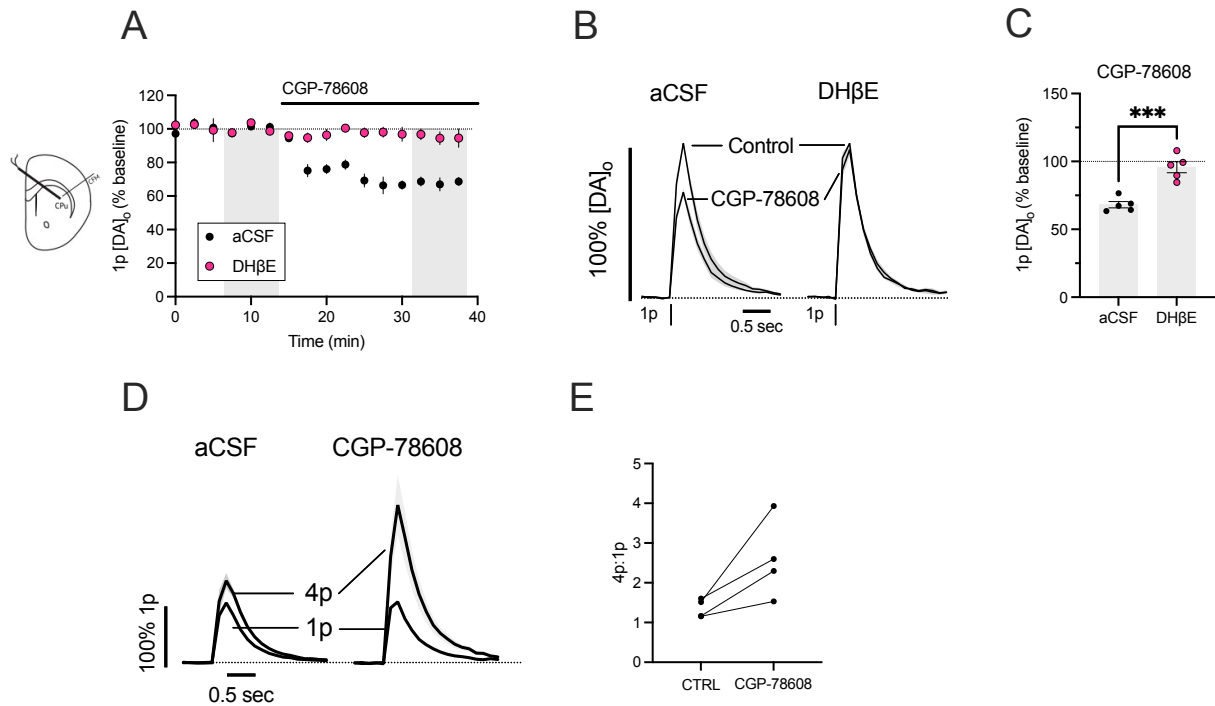 A
CGP-78608
120
100
80
60
40
20
0
1p [DA]o (% baseline)
aCSF
DHβE
0
10
20
30
40
Time (min)
CFM
CPu
B
aCSF
DHβE
Control
CGP-78608
100% [DA]o
1p
0.5 sec
1p
C
CGP-78608
150
100
50
0
***
1p [DA]o (% baseline)
aCSF
DHβE
D
aCSF
CGP-78608
4p
1p
100% 1p
0.5 sec
E
5
4
3
2
1
0
4p:1p
CTRL
CGP-78608